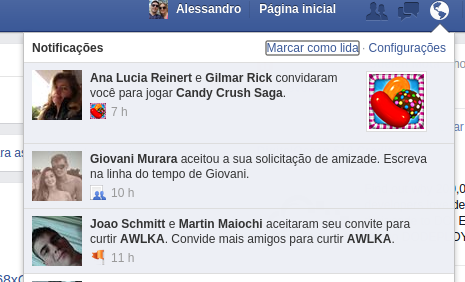 Alessandro Página inicial
Notificações Marcar como lida · Configurações
Ana Lucia Reinert e Gilmar Rick convidaram
você para jogar Candy Crush Saga.
7 h
Giovani Murara aceitou a sua solicitação de amizade. Escreva
na linha do tempo de Giovani.
10 h
Joao Schmitt e Martin Maiochi aceitaram seu convite para
curtir AWLKA. Convide mais amigos para curtir AWLKA.
11 h